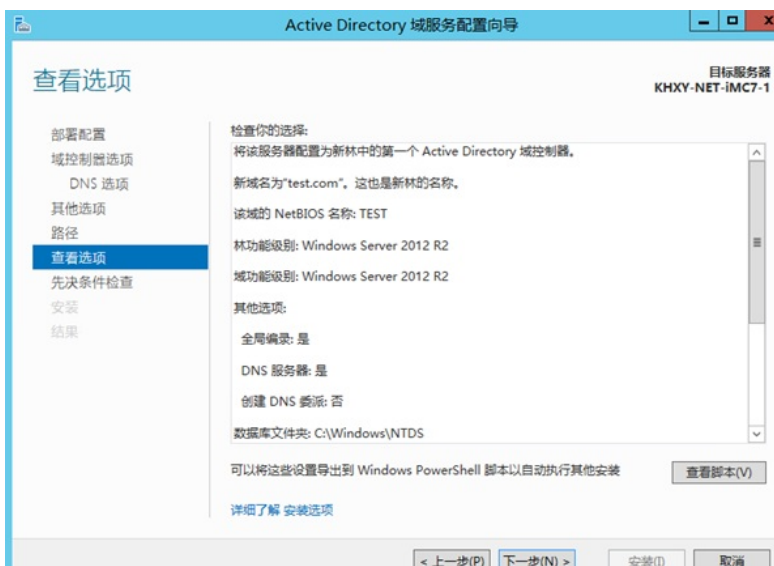 Active Directory 域服务配置向导
查看选项
目标服务器
KHXY-NET-iMC7-1
部署配置
域控制器选项
DNS 选项
其他选项
路径
查看选项
先决条件检查
安装
结果
检查你的选择:
将该服务器配置为新林中的第一个 Active Directory 域控制器。
新域名为"test.com"。这也是新林的名称。
该域的 NetBIOS 名称: TEST
林功能级别: Windows Server 2012 R2
域功能级别: Windows Server 2012 R2
其他选项:
全局编录: 是
DNS 服务器: 是
创建 DNS 委派: 否
数据库文件夹: C:\Windows\NTDS
可以将这些设置导出到 Windows PowerShell 脚本以自动执行其他安装
查看脚本(V)
详细了解 安装选项
< 上一步(P) 下一步(N) > 安装(I) 取消